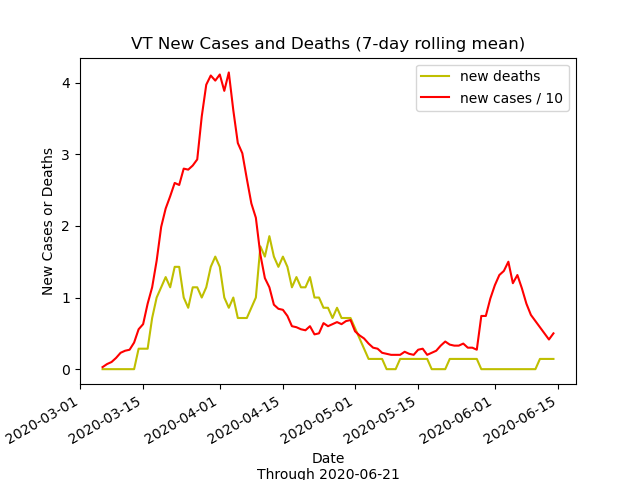 VT New Cases and Deaths (7-day rolling mean)
new deaths
new cases / 10
New Cases or Deaths
4
3
2
1
0
2020-03-01
2020-03-15
2020-04-01
2020-04-15
2020-05-01
2020-05-15
2020-06-01
2020-06-15
Date
Through 2020-06-21